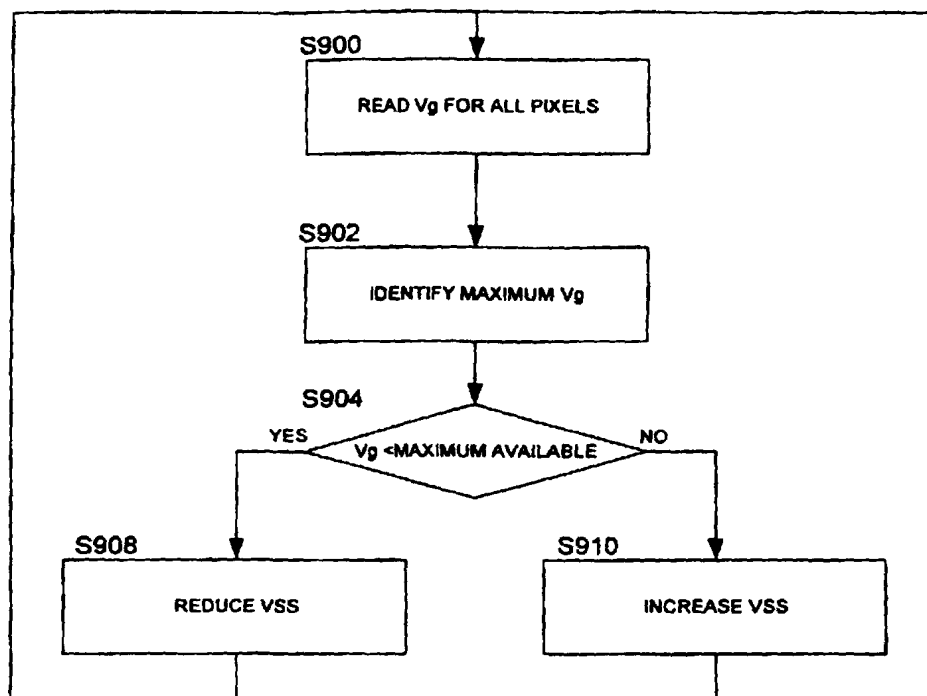 S900
READ Vg FOR ALL PIXELS
S902
IDENTIFY MAXIMUM Vg
S904
YES
Vg <MAXIMUM AVAILABLE
NO
S908
REDUCE VSS
S910
INCREASE VSS